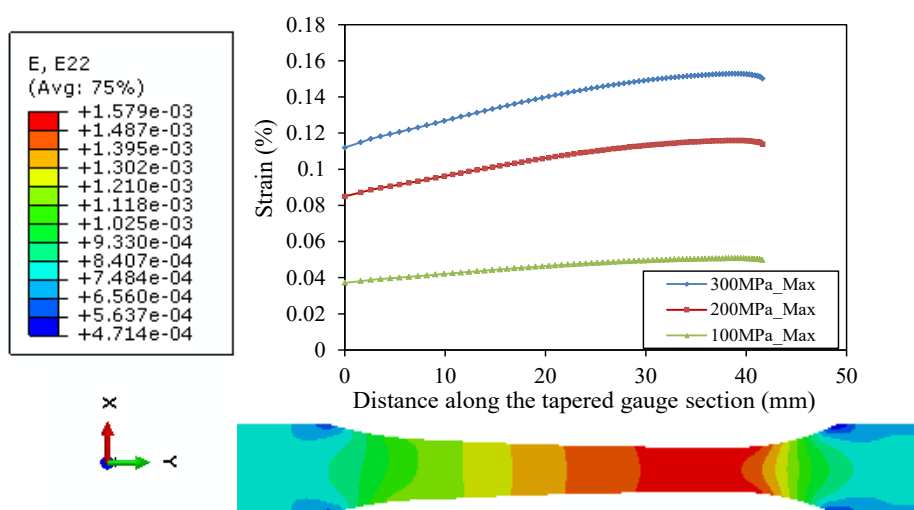 E, E22
(Avg: 75%)
+1.579e-03
+1.487e-03
+1.395e-03
+1.302e-03
+1.210e-03
+1.118e-03
+1.025e-03
+9.330e-04
+8.407e-04
+7.484e-04
+6.560e-04
+5.637e-04
+4.714e-04
X
Y
0.18
0.16
0.14
0.12
0.1
0.08
0.06
0.04
0.02
0
Strain (%)
300MPa_Max
200MPa_Max
100MPa_Max
0 10 20 30 40 50
Distance along the tapered gauge section (mm)